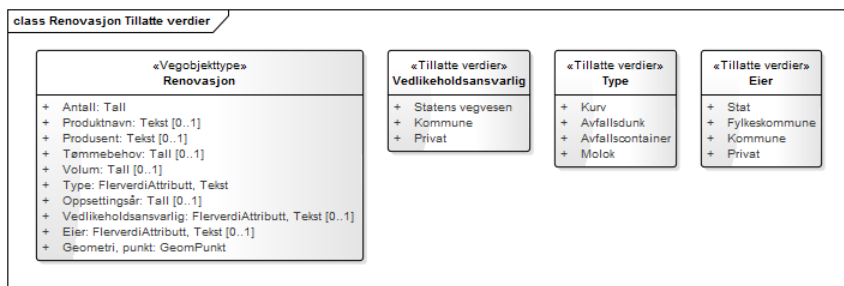 class Renovasjon Tillatte verdier
«Vegobjekttype»
Renovasjon
+ Antall: Tall
+ Produktnavn: Tekst [0..1]
+ Produsent: Tekst [0..1]
+ Tømmebehov: Tall [0..1]
+ Volum: Tall [0..1]
+ Type: FlerverdiAttributt, Tekst
+ Oppsettingsår: Tall [0..1]
+ Vedlikeholdsansvarlig: FlerverdiAttributt, Tekst [0..1]
+ Eier: FlerverdiAttributt, Tekst [0..1]
+ Geometri, punkt: GeomPunkt
«Tillatte verdier»
Vedlikeholdsansvarlig
+ Statens vegvesen
+ Kommune
+ Privat
«Tillatte verdier»
Type
+ Kurv
+ Avfallsdunk
+ Avfallscontainer
+ Molok
«Tillatte verdier»
Eier
+ Stat
+ Fylkeskommune
+ Kommune
+ Privat